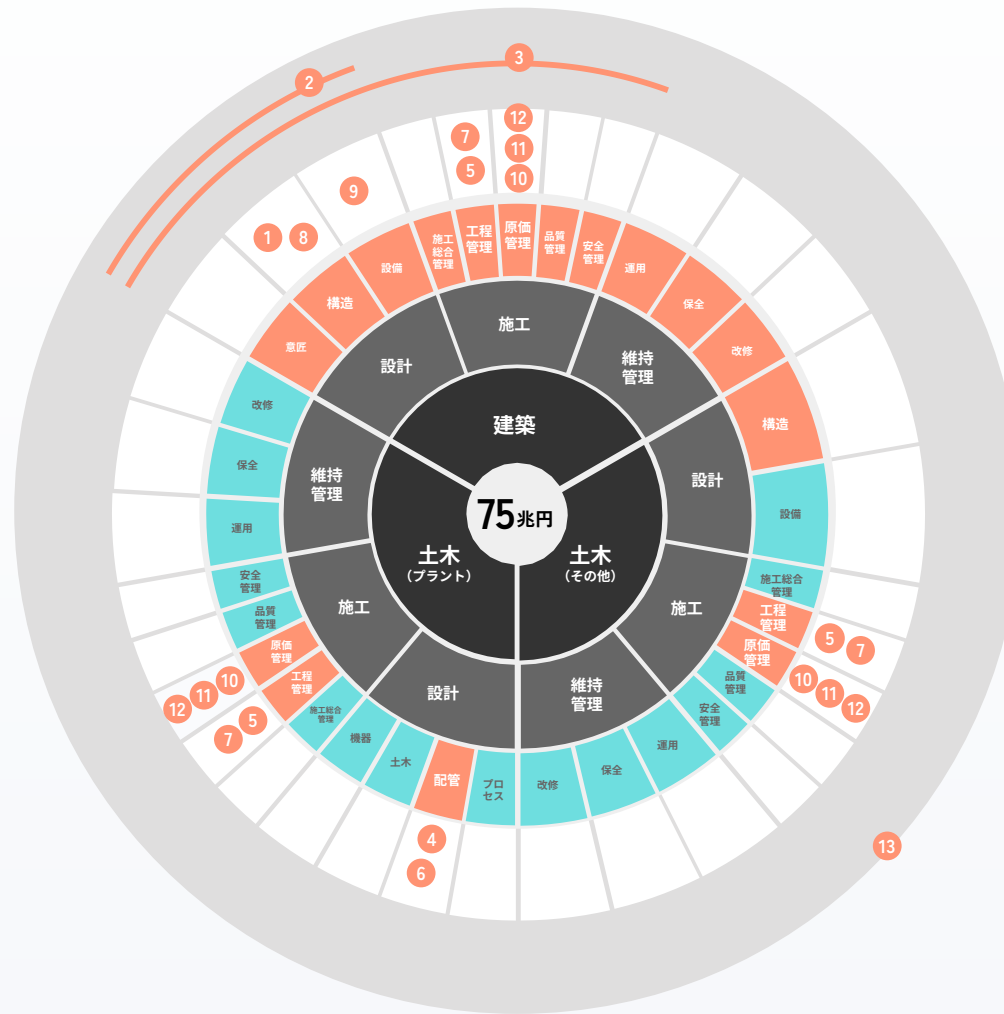 2
3
12
11
10
7
5
9
1
8
施工
総合
管理
工程
管理
原価
管理
品質
管理
安全
管理
設備
構造
意匠
運用
保全
改修
構造
設備
施工総合
管理
工程
管理
原価
管理
品質
管理
安全
管理
運用
保全
改修
プロ
セス
配管
土木
機器
施工総合
管理
工程
管理
原価
管理
品質
管理
安全
管理
運用
保全
改修
施工
設計
維持
管理
設計
施工
維持
管理
設計
施工
維持
管理
建築
75兆円
土木
(プラント)
土木
(その他)
5
7
10
11
12
10
11
12
5
7
4
6
13